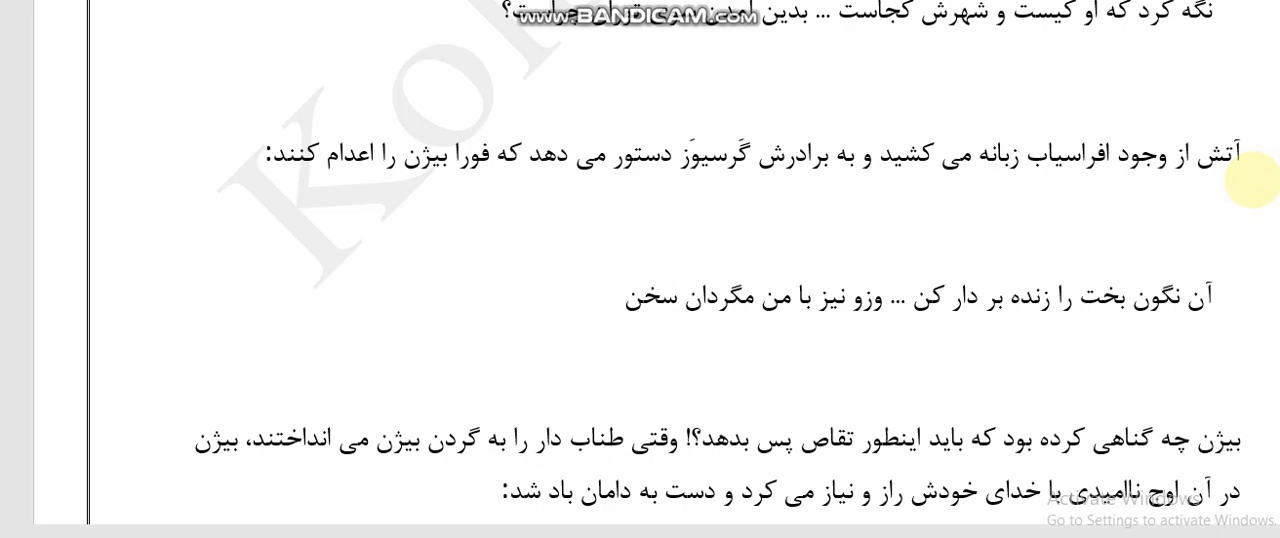 نگه کرد که او کیست و شهرش کجاست ... بدین
www.BANDICAM.com
آتش از وجود افراسیاب زبانه می کشید و به برادرش گَرسیوَز دستور می دهد که فورا بیژن را اعدام کنند:
آن نگون بخت را زنده بر دار کن ... وزو نیز با من مگردان سخن
بیژن چه گناهی کرده بود که باید اینطور تقاص پس بدهد؟! وقتی طناب دار را به گردن بیژن می انداختند، بیژن
در آن اوج ناامیدی با خدای خودش راز و نیاز می کرد و دست به دامان باد شد:
Activate Windows
Go to Settings to activate Windows.